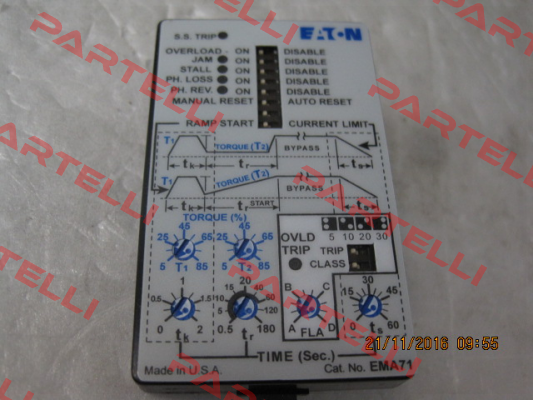 S.S. TRIP
EATON
OVERLOAD - ON DISABLE
JAM ON DISABLE
STALL ON DISABLE
PH. LOSS ON DISABLE
PH. REV. ON DISABLE
MANUAL RESET AUTO RESET
RAMP START CURRENT LIMIT
T1 TORQUE (T2) BYPASS
tk tr ts
T1 TORQUE (T2) BYPASS
tk tr START ts
TORQUE (%)
45 45
25 65 25 65
5 T1 85 5 T2 85
OVLD TRIP
5 10 20 30
TRIP CLASS
1 20 30
0.5 1.5 10 40 5 60 2 120 15 45
0 tk 2 0.5 tr 180 0 ts 60
B C
A FLA D
TIME (Sec.)
Made in U.S.A. Cat. No. EMA71
21/11/2016 09:55
PARTELLI
PARTELLI
PARTELLI
PARTELLI
PARTELLI